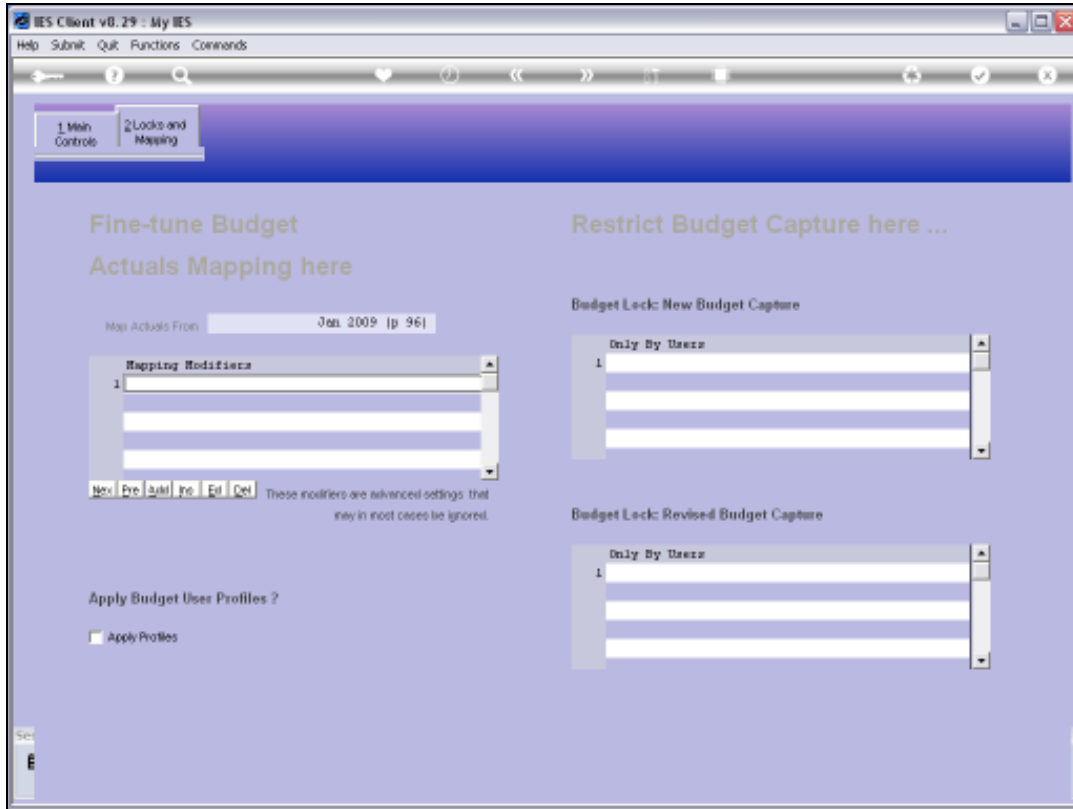 IES Client v8.29 : My IES
Help Submit Quit Functions Commands
1 Main Controls
2 Locks and Mapping
Fine-tune Budget
Actuals Mapping here
Map Actuals From Jan 2009 (p 96)
Mapping Modifiers
1
Nex Pre Add Ins Ed Del
These modifiers are advanced settings that
may in most cases be ignored.
Apply Budget User Profiles ?
Apply Profiles
Restrict Budget Capture here ...
Budget Lock: New Budget Capture
Only By Users
1
Budget Lock: Revised Budget Capture
Only By Users
1